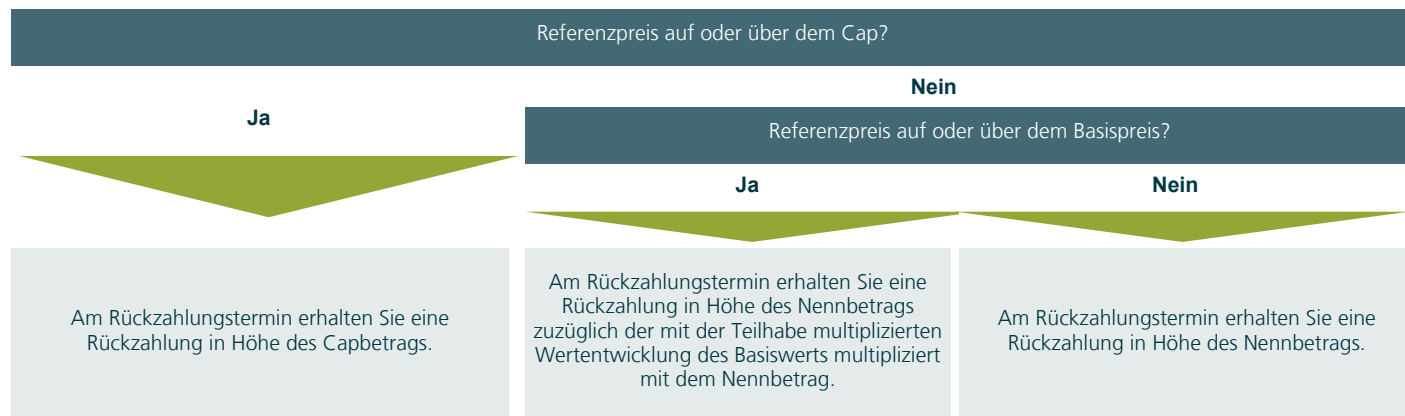 Referenzpreis auf oder über dem Cap?
Ja
Nein
Referenzpreis auf oder über dem Basispreis?
Ja
Nein
Am Rückzahlungstermin erhalten Sie eine
Rückzahlung in Höhe des Capbetrags.
Am Rückzahlungstermin erhalten Sie eine
Rückzahlung in Höhe des Nennbetrags
zuzüglich der mit der Teilhabe multiplizierten
Wertentwicklung des Basiswerts multipliziert
mit dem Nennbetrag.
Am Rückzahlungstermin erhalten Sie eine
Rückzahlung in Höhe des Nennbetrags.